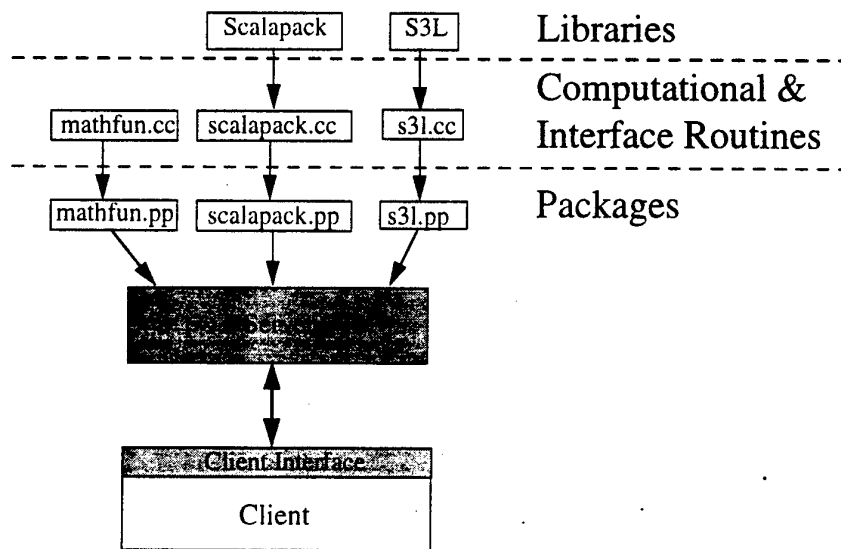 Scalapack
S3L
Libraries
Computational &
Interface Routines
mathfun.cc
scalapack.cc
s3l.cc
mathfun.pp
scalapack.pp
s3l.pp
Packages
Client Interface
Client